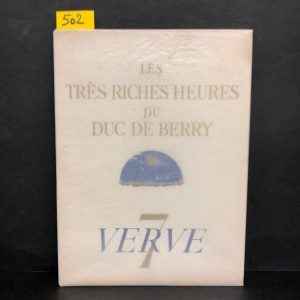 502
LES
TRÈS RICHES HEURES
DU
DUC DE BERRY
VERVE
7